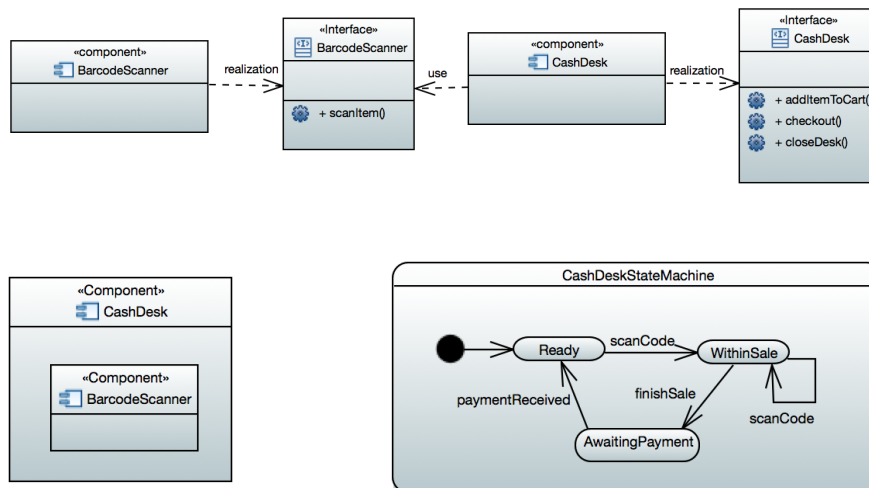 «component»
BarcodeScanner
realization
«Interface»
BarcodeScanner
+ scanItem()
use
«component»
CashDesk
realization
«Interface»
CashDesk
+ addItemToCart()
+ checkout()
+ closeDesk()
«Component»
CashDesk
«Component»
BarcodeScanner
CashDeskStateMachine
Ready
scanCode
WithinSale
paymentReceived
finishSale
scanCode
AwaitingPayment